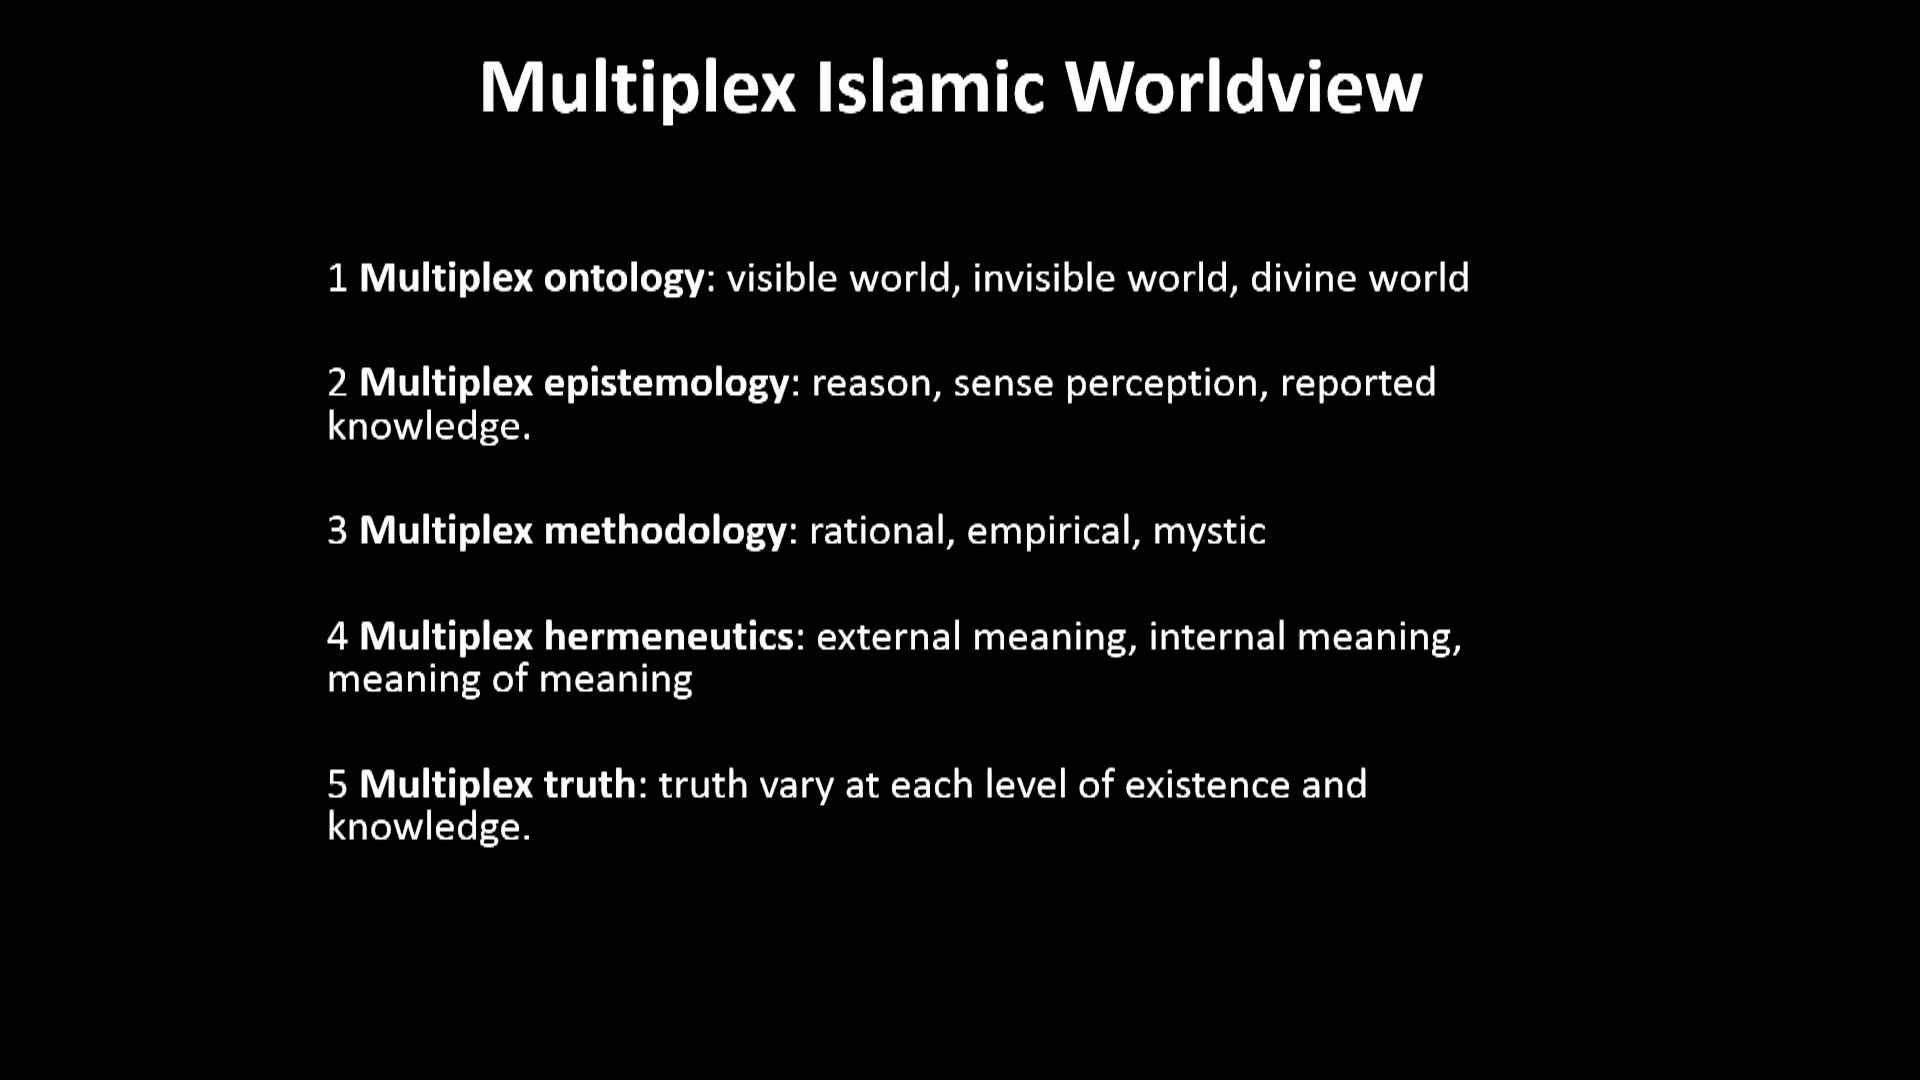 Multiplex Islamic Worldview
1 Multiplex ontology: visible world, invisible world, divine world
2 Multiplex epistemology: reason, sense perception, reported
knowledge.
3 Multiplex methodology: rational, empirical, mystic
4 Multiplex hermeneutics: external meaning, internal meaning,
meaning of meaning
5 Multiplex truth: truth vary at each level of existence and
knowledge.